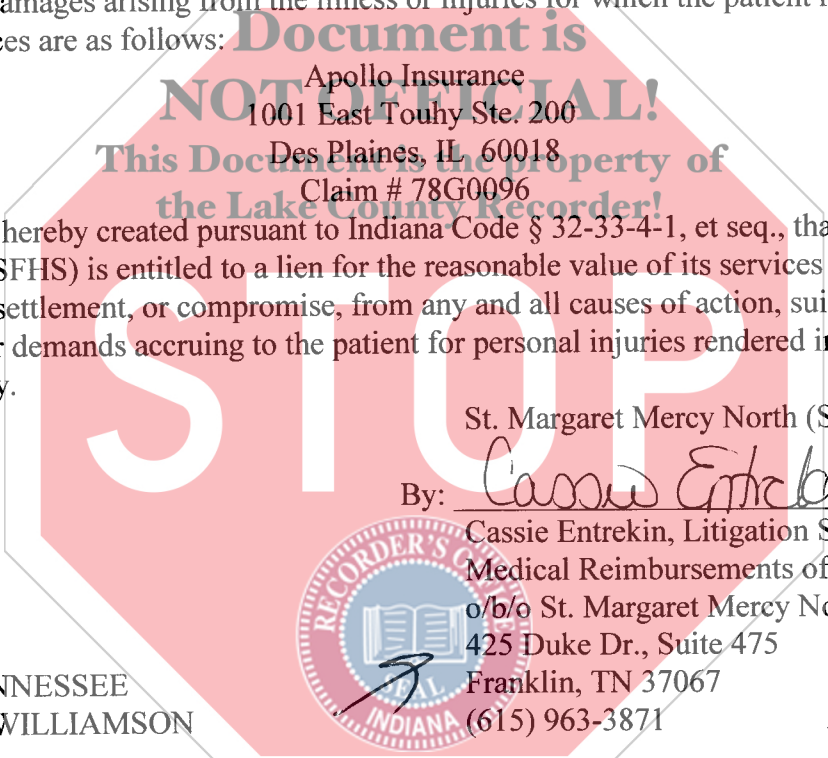 amages arising from the illness or injuries for which the patient
ces are as follows:
Document is
NOT OFFICIAL!
This Document is the property of
the Lake County Recorder!
Apollo Insurance
1001 East Touhy Ste. 200
Des Plaines, IL 60018
Claim # 78G0096
hereby created pursuant to Indiana Code § 32-33-4-1, et seq., tha
SFHS) is entitled to a lien for the reasonable value of its services
settlement, or compromise, from any and all causes of action, sui
r demands accruing to the patient for personal injuries rendered in
y.
STOP
St. Margaret Mercy North (S
By: Cassie Entrek
Cassie Entrekin, Litigation S
Medical Reimbursements of
o/b/o St. Margaret Mercy No
425 Duke Dr., Suite 475
Franklin, TN 37067
(615) 963-3871
NNESSEE
WILLIAMSON
RECORDER'S OFFICE
SEAL
INDIANA